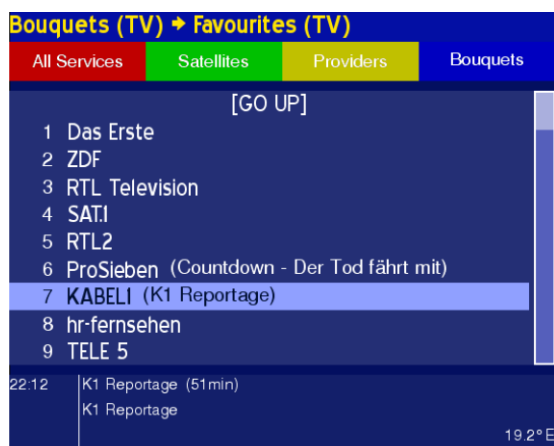 Bouquets (TV) ➜ Favourites (TV)
All Services Satellites Providers Bouquets
[GO UP]
1 Das Erste
2 ZDF
3 RTL Television
4 SAT.1
5 RTL2
6 ProSieben (Countdown - Der Tod fährt mit)
7 KABEL1 (K1 Reportage)
8 hr-fernsehen
9 TELE 5
22:12 K1 Reportage (51min)
K1 Reportage
19.2° E